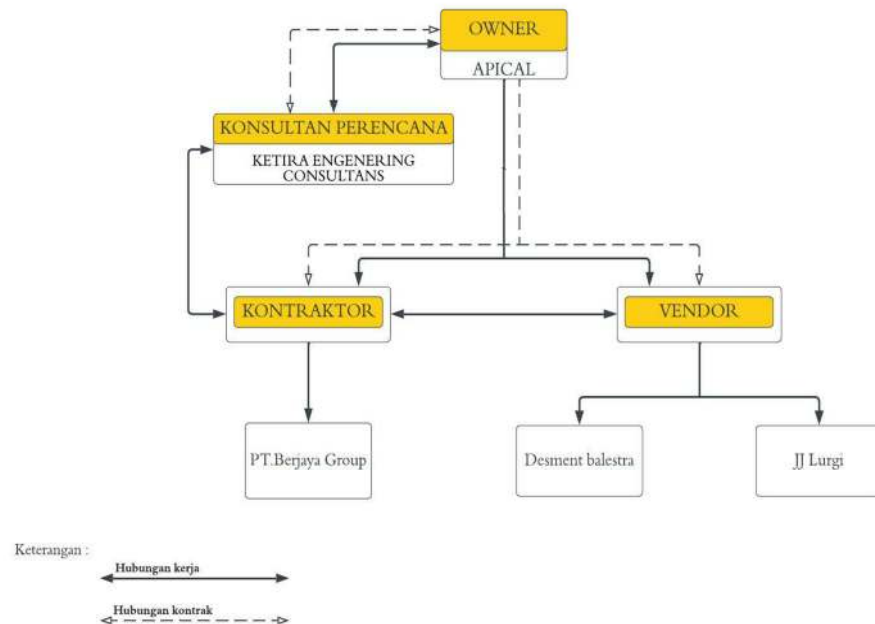 OWNER
APICAL
KONSULTAN PERENCANA
KETIRA ENGENERING
CONSULTANS
KONTRAKTOR
VENDOR
PT.Berjaya Group
Desment balestra
JJ Lurgi
Keterangan :
Hubungan kerja
Hubungan kontrak